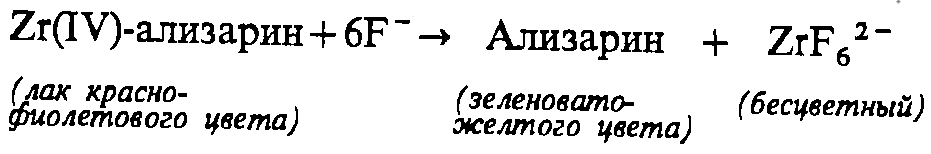 Zr(IV)-ализарин + 6F⁻ → Ализарин + ZrF₆²⁻
(лак красно- (зеленовато- (бесцветный)
фиолетового цвета) желтого цвета)